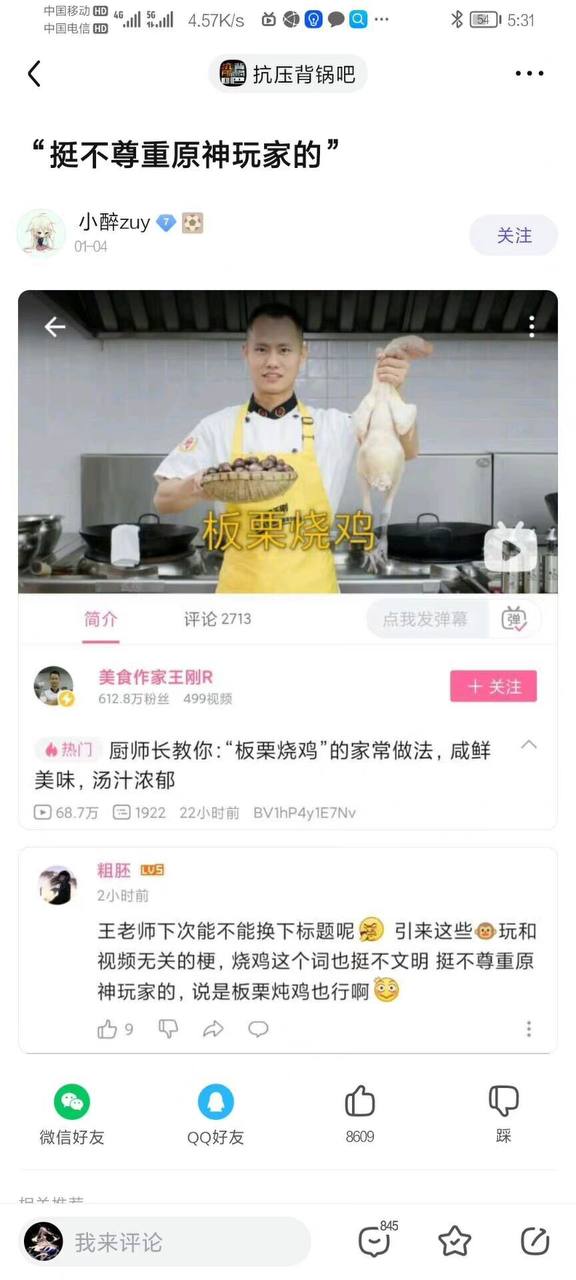 中国移动 HD 4G 5G 4.57K/s 54 5:31
中国电信 HD
抗压背锅吧
“挺不尊重原神玩家的”
小醉zuy 7
01-04
关注
板栗烧鸡
简介 评论 2713 点我发弹幕 弹
美食作家王刚R
612.8万粉丝 499视频
+ 关注
热门 厨师长教你:“板栗烧鸡”的家常做法，咸鲜
美味，汤汁浓郁
68.7万 1922 22小时前 BV1hP4y1E7Nv
粗胚 LV5
2小时前
王老师下次能不能换下标题呢 引来这些玩和
视频无关的梗，烧鸡这个词也挺不文明 挺不尊重原
神玩家的，说是板栗炖鸡也行啊
9
微信好友 QQ好友 8609 踩
相关推荐
我来评论 845